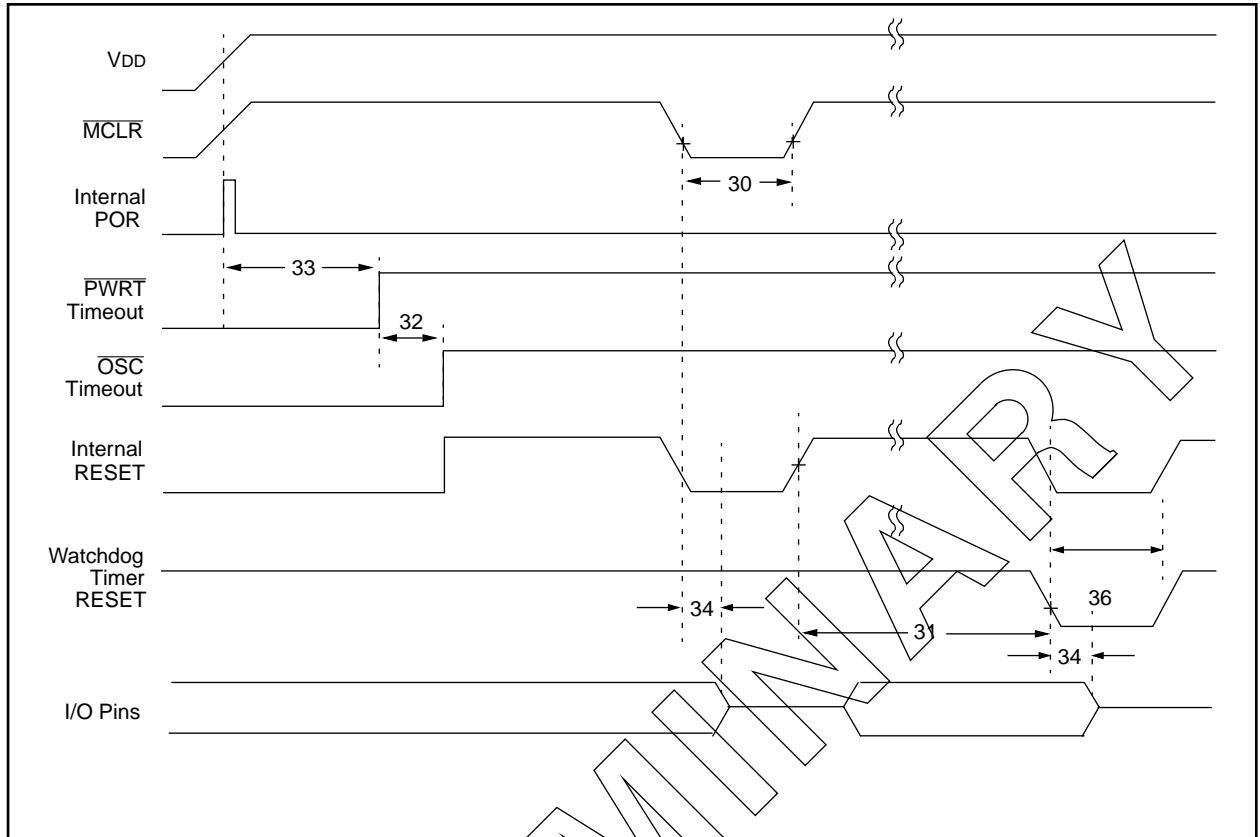 VDD
MCLR
30
Internal
POR
33
PWRT
Timeout
32
OSC
Timeout
Internal
RESET
Watchdog
Timer
RESET
34
36
31
34
I/O Pins
MINARY